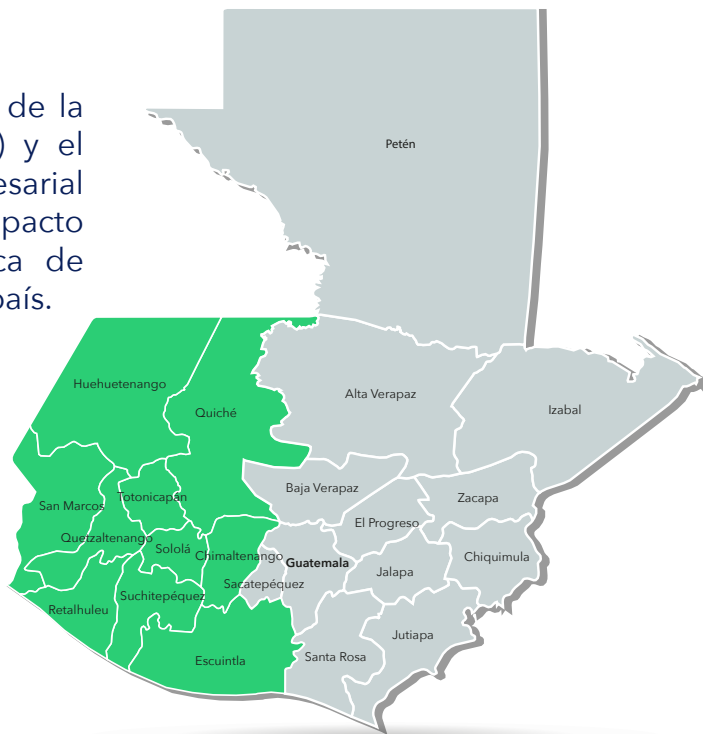 de la
) y el
esarial
pacto
ca de
país.
Petén
Huehuetenango
Quiché
Alta Verapaz
Izabal
San Marcos
Totonicapán
Baja Verapaz
Zacapa
Quetzaltenango
Sololá
Chimaltenango
El Progreso
Guatemala
Chiquimula
Sacatepéquez
Jalapa
Retalhuleu
Suchitepéquez
Jutiapa
Escuintla
Santa Rosa